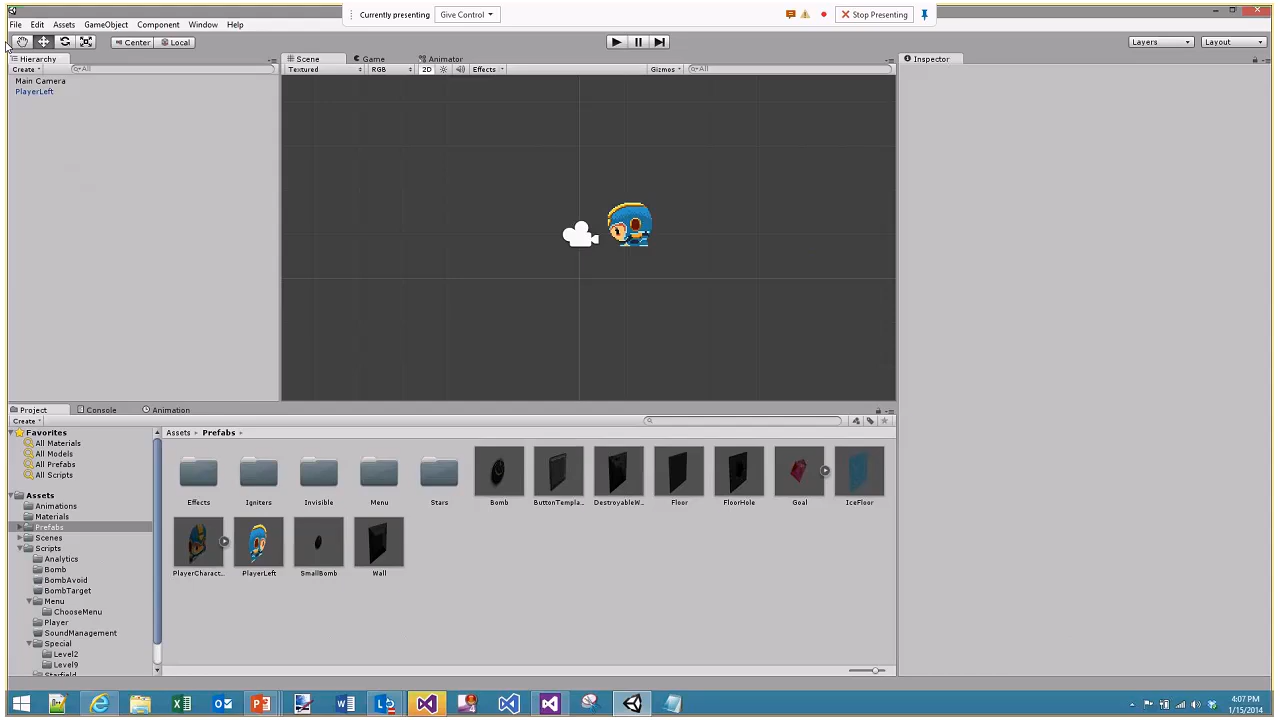 Currently presenting Give Control Stop Presenting
File Edit Assets GameObject Component Window Help
Center Local Layers Layout
Hierarchy Scene Game Animator Inspector
Create All Textured RGB 2D Effects Gizmos All
Main Camera
PlayerLeft
Project Console Animation
Create
Favorites
All Materials
All Models
All Prefabs
All Scripts
Assets
Animations
Materials
Prefabs
Scenes
Scripts
Analytics
Bomb
BombAvoid
BombTarget
Menu
ChooseMenu
Player
SoundManagement
Special
Level2
Level9
Starfield
Assets Prefabs
Effects Igniters Invisible Menu Stars Bomb ButtonTempla... DestroyableW... Floor FloorHole Goal IceFloor
PlayerCharact... PlayerLeft SmallBomb Wall
4:07 PM
1/15/2014